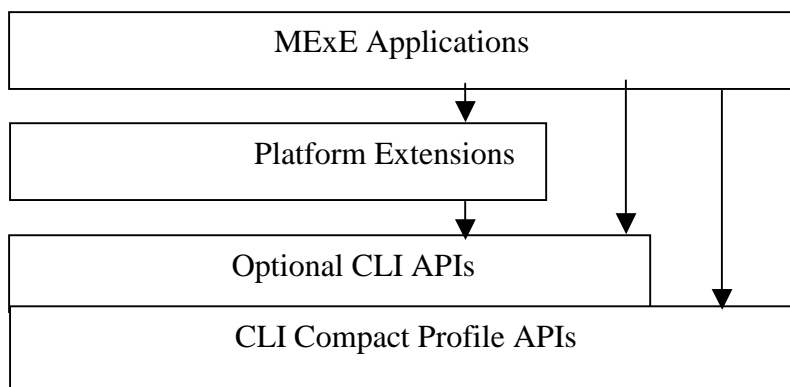 MExE Applications
Platform Extensions
Optional CLI APIs
CLI Compact Profile APIs